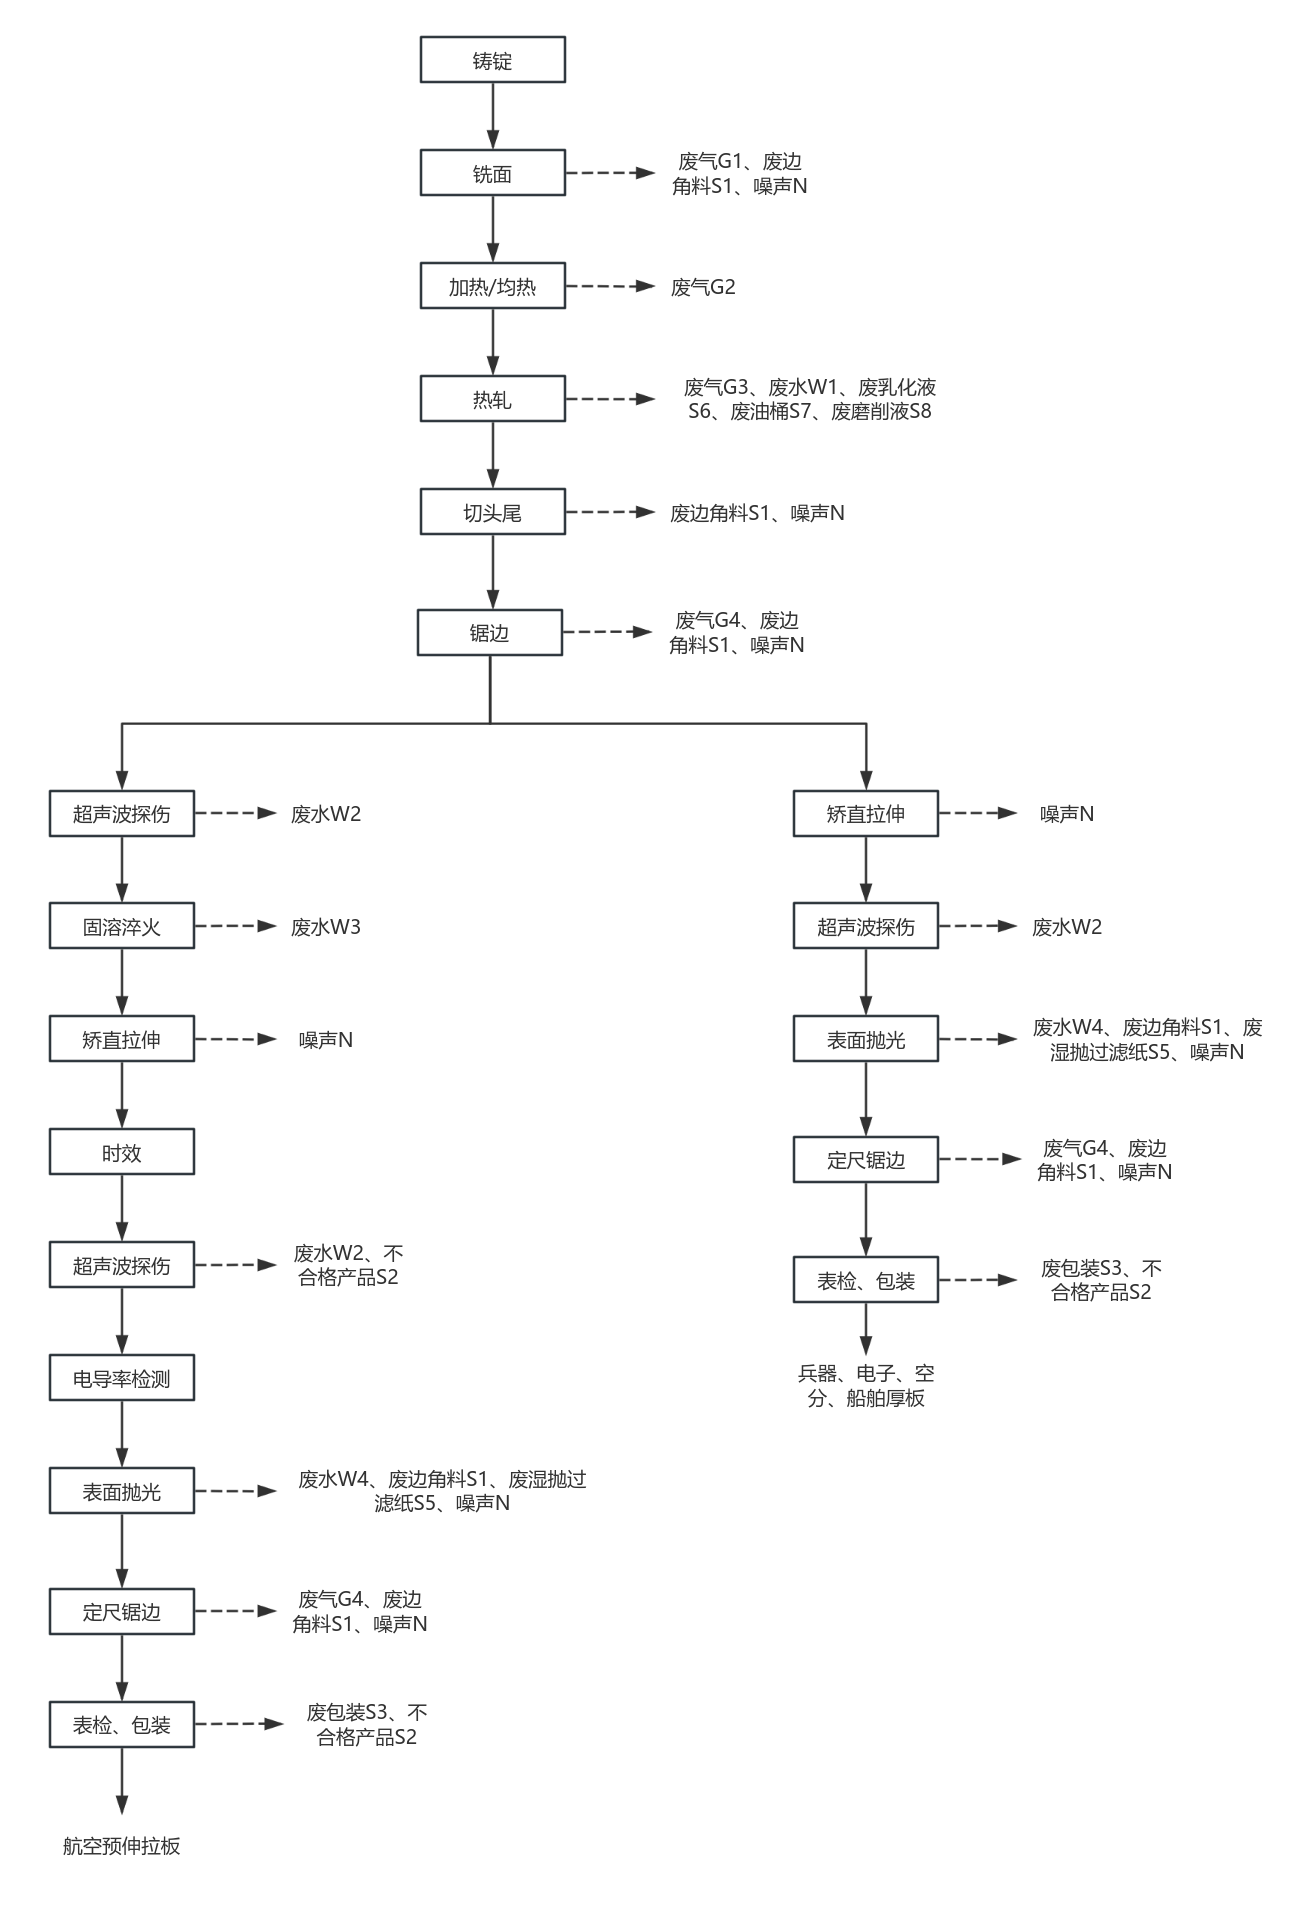 铸锭
铣面
废气G1、废边
角料S1、噪声N
加热/均热
废气G2
热轧
废气G3、废水W1、废乳化液
S6、废油桶S7、废磨削液S8
切头尾
废边角料S1、噪声N
锯边
废气G4、废边
角料S1、噪声N
超声波探伤
废水W2
固溶淬火
废水W3
矫直拉伸
噪声N
时效
超声波探伤
废水W2、不
合格产品S2
电导率检测
表面抛光
废水W4、废边角料S1、废湿抛过
滤纸S5、噪声N
定尺锯边
废气G4、废边
角料S1、噪声N
表检、包装
废包装S3、不
合格产品S2
航空预伸拉板
矫直拉伸
噪声N
超声波探伤
废水W2
表面抛光
废水W4、废边角料S1、废
湿抛过滤纸S5、噪声N
定尺锯边
废气G4、废边
角料S1、噪声N
表检、包装
废包装S3、不
合格产品S2
兵器、电子、空
分、船舶厚板